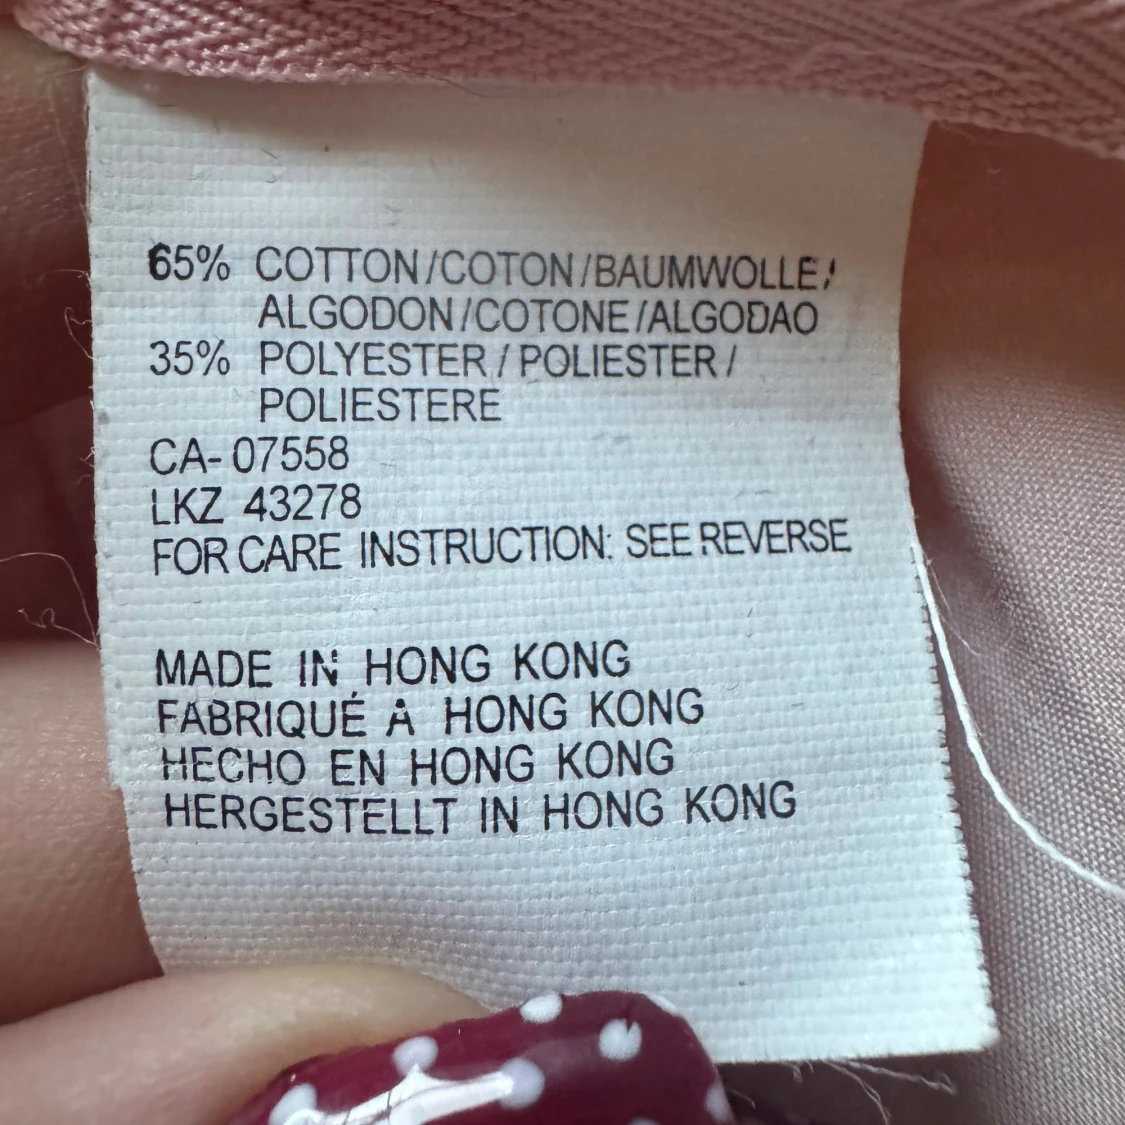 65% COTTON/COTON/BAUMWOLLE/
ALGODON/COTONE/ALGODAO
35% POLYESTER/POLIESTER/
POLIESTERE
CA-07558
LKZ 43278
FOR CARE INSTRUCTION: SEE REVERSE
MADE IN HONG KONG
FABRIQUÉ À HONG KONG
HECHO EN HONG KONG
HERGESTELLT IN HONG KONG